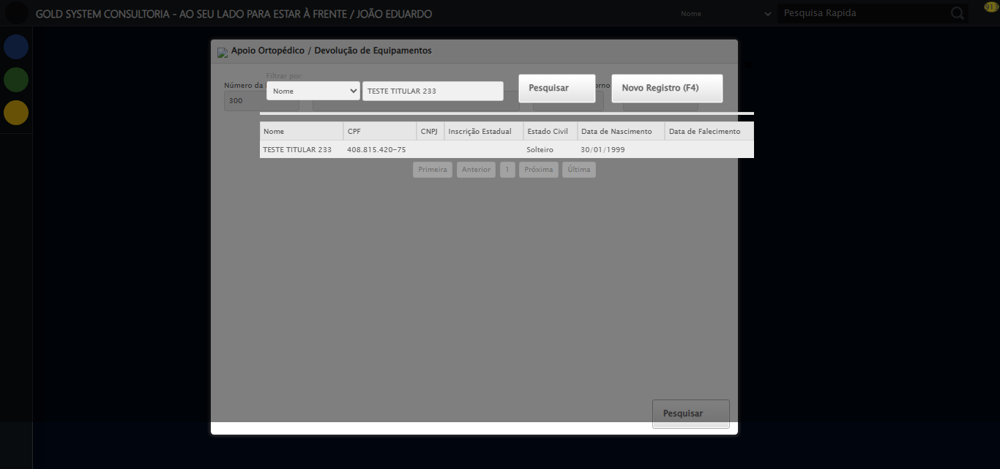 GOLD SYSTEM CONSULTORIA - AO SEU LADO PARA ESTAR À FRENTE / JOÃO EDUARDO
Nome
Pesquisa Rapida
913
Apoio Ortopédico / Devolução de Equipamentos
Filtrar por:
Número da
Nome
TESTE TITULAR 233
Pesquisar
Novo Registro (F4)
300
Nome CPF CNPJ Inscrição Estadual Estado Civil Data de Nascimento Data de Falecimento
TESTE TITULAR 233 408.815.420-75 Solteiro 30/01/1999
Primeira Anterior 1 Próxima Última
Pesquisar